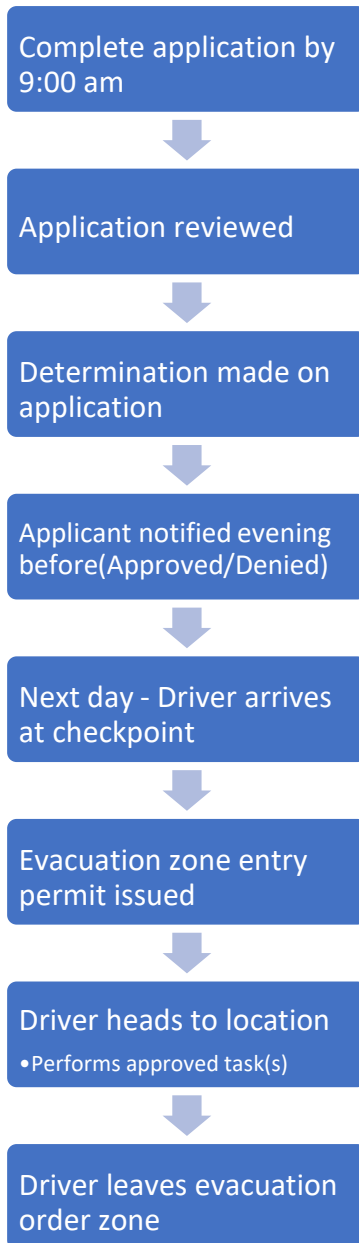 Complete application by
9:00 am
Application reviewed
Determination made on
application
Applicant notified evening
before(Approved/Denied)
Next day - Driver arrives
at checkpoint
Evacuation zone entry
permit issued
Driver heads to location
•Performs approved task(s)
Driver leaves evacuation
order zone